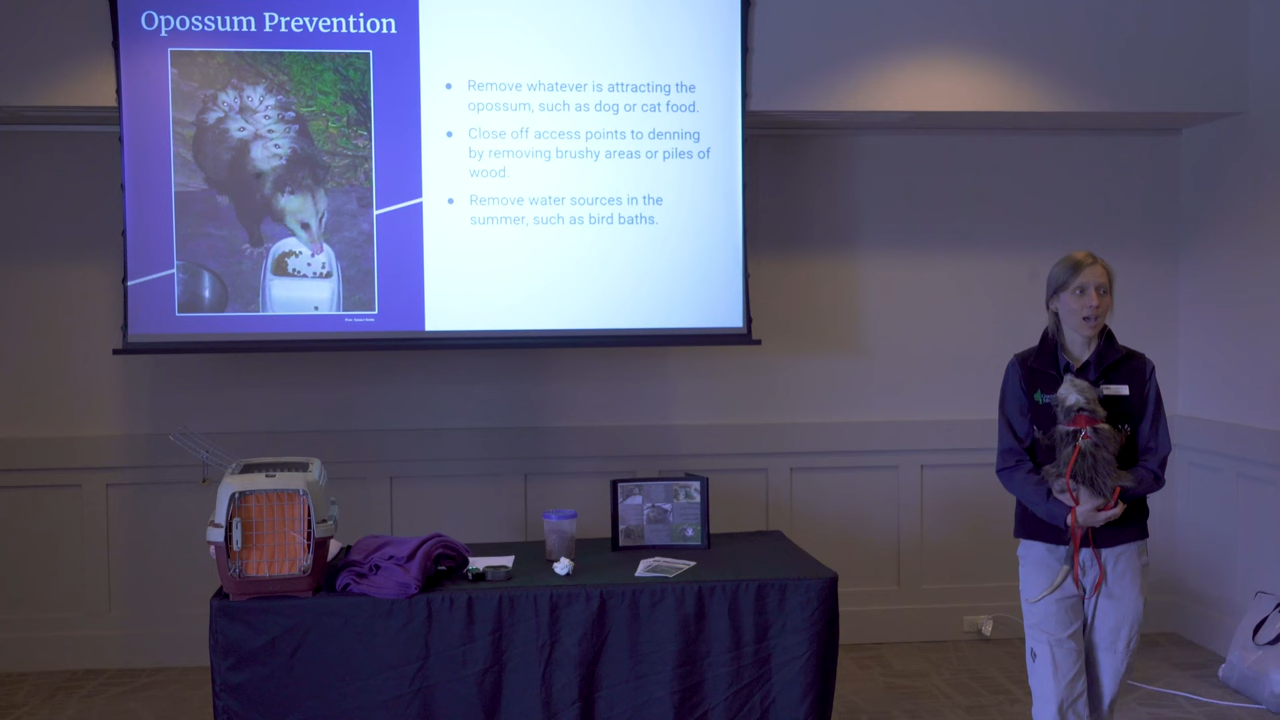 Opossum Prevention
● Remove whatever is attracting the
opossum, such as dog or cat food.
● Close off access points to denning
by removing brushy areas or piles of
wood.
● Remove water sources in the
summer, such as bird baths.